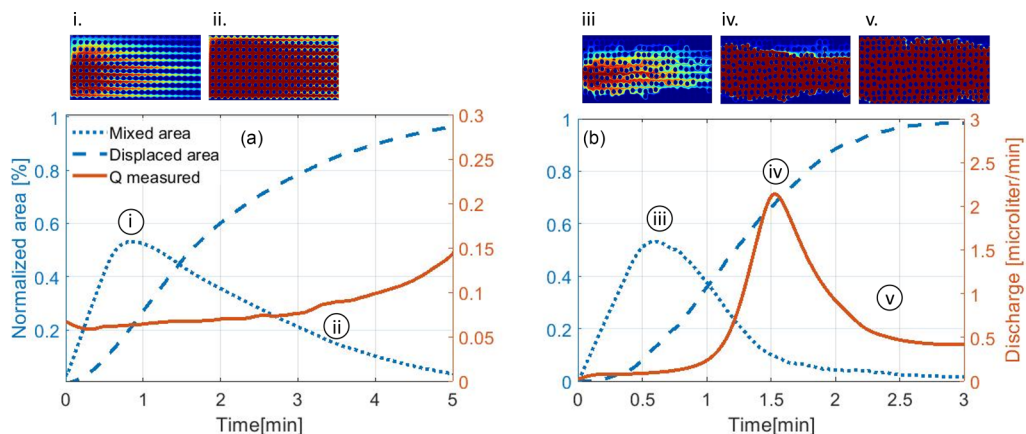 i.
ii.
iii
iv.
v.
(a)
Mixed area
Displaced area
Q measured
i
ii
Normalized area [%]
1
0.8
0.6
0.4
0.2
0.3
0.25
0.2
0.15
0.1
0.05
0
0 1 2 3 4 5
Time[min]
(b)
iii
iv
v
1
0.8
0.6
0.4
0.2
0
3
2.5
2
1.5
1
0.5
0
Discharge [microliter/min]
0 0.5 1.0 1.5 2.0 2.5 3
Time[min]